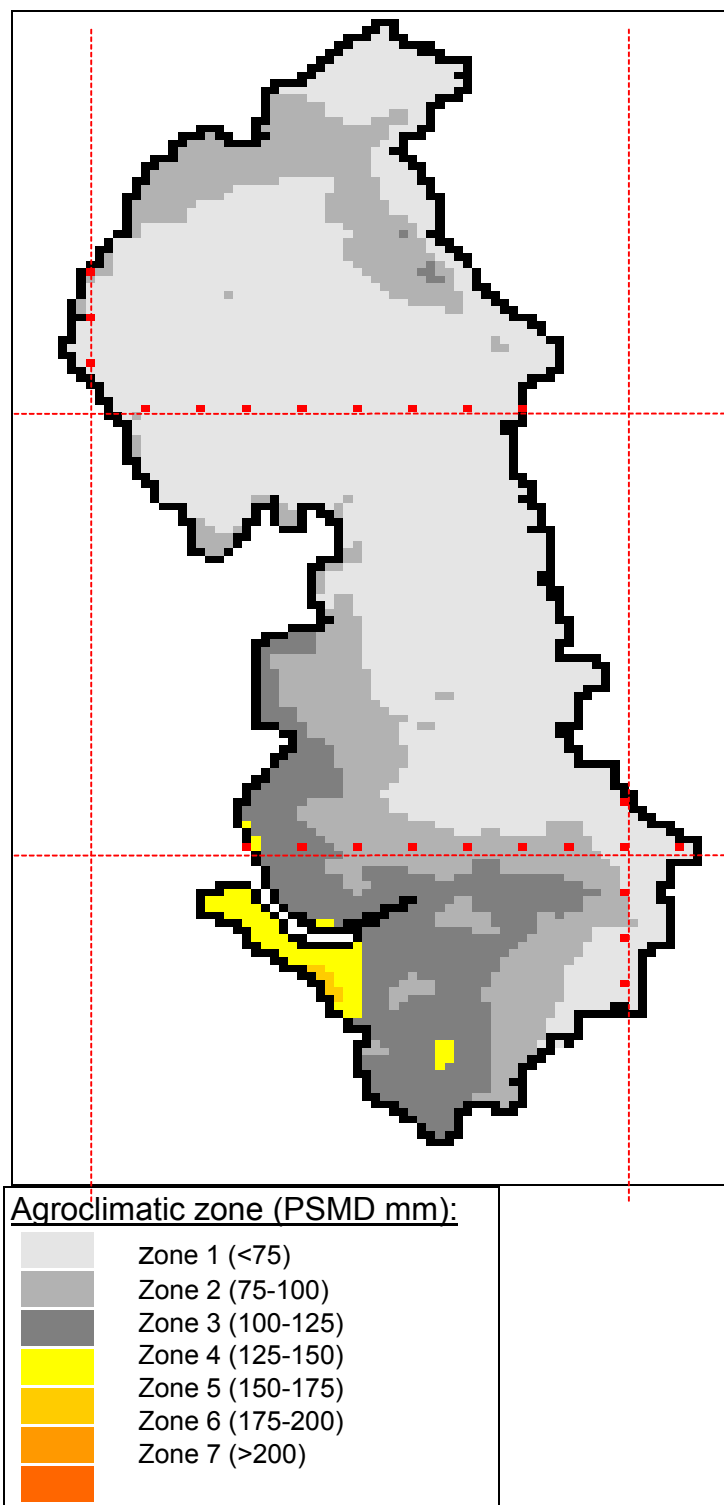 Agroclimatic zone (PSMD mm):
Zone 1 (<75)
Zone 2 (75-100)
Zone 3 (100-125)
Zone 4 (125-150)
Zone 5 (150-175)
Zone 6 (175-200)
Zone 7 (>200)